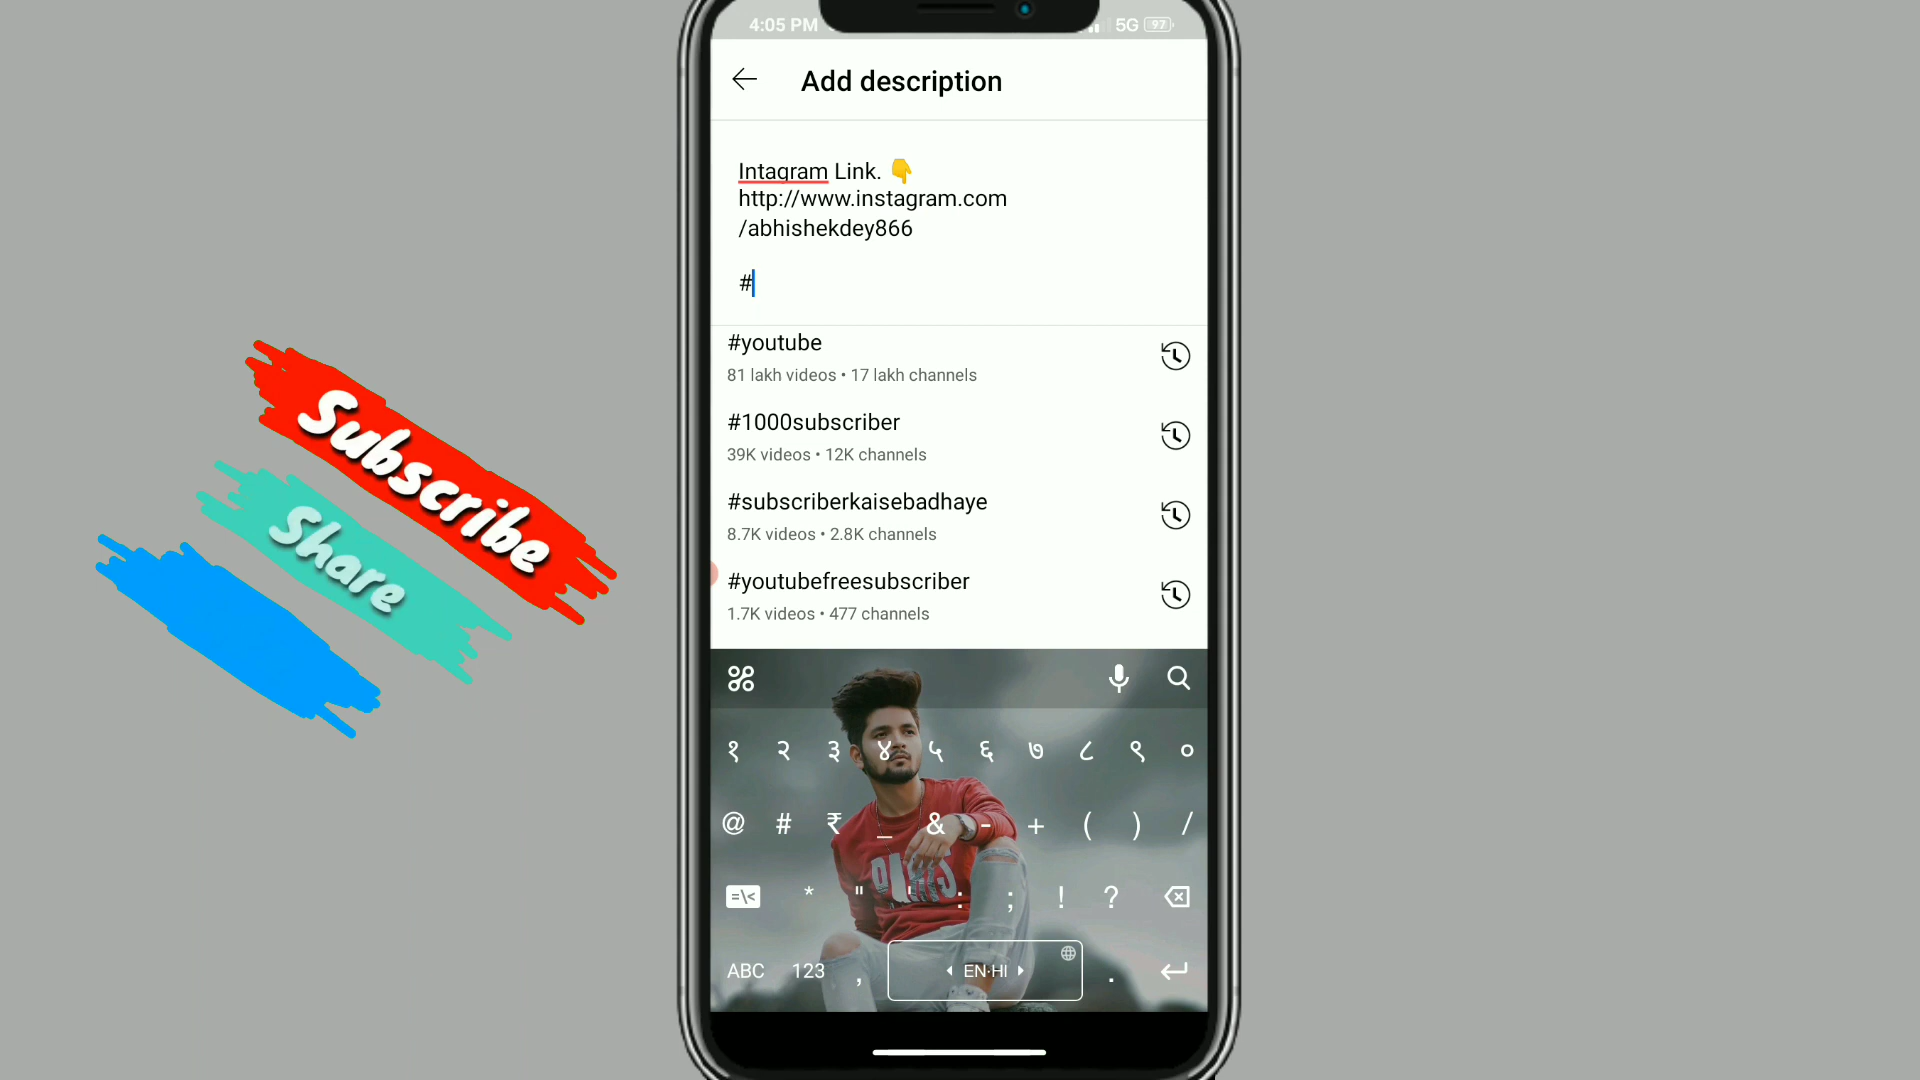 4:05 PM
5G 97
Add description
Intagram Link. 👇
http://www.instagram.com
/abhishekdey866
#
#youtube
81 lakh videos • 17 lakh channels
#1000subscriber
39K videos • 12K channels
#subscriberkaisebadhaye
8.7K videos • 2.8K channels
#youtubefreesubscriber
1.7K videos • 477 channels
Subscribe
Share
१ २ ३ ४ ५ ६ ७ ८ ९ ०
@ # ₹ _ & - + ( ) /
=\< * " ' : ; ! ?
ABC 123 , EN·HI .